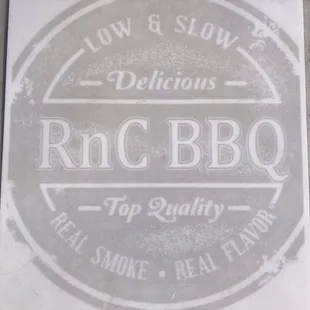 LOW & SLOW
Delicious
RnC BBQ
Top Quality
REAL SMOKE • REAL FLAVOR